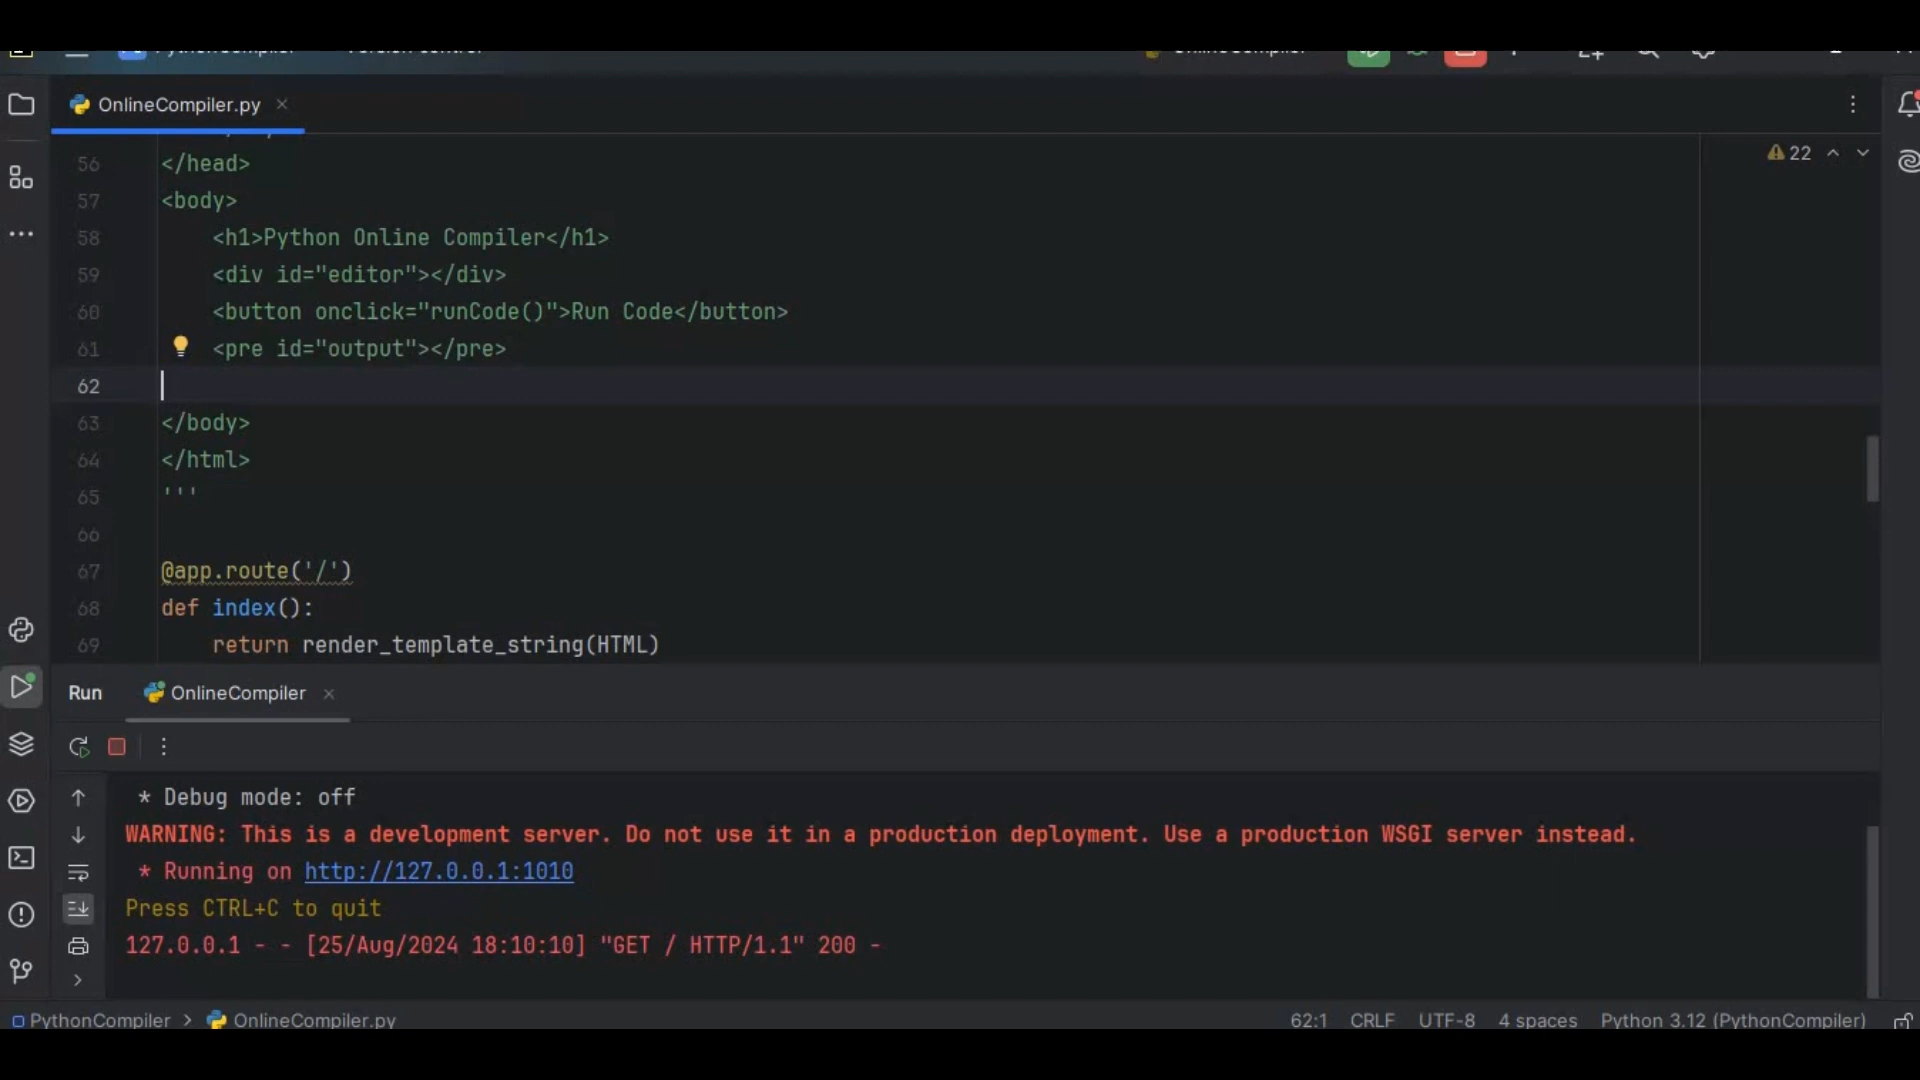 OnlineCompiler.py
22
56 </head>
57 <body>
58 <h1>Python Online Compiler</h1>
59 <div id="editor"></div>
60 <button onclick="runCode()">Run Code</button>
61 <pre id="output"></pre>
62
63 </body>
64 </html>
65 '''
66
67 @app.route('/')
68 def index():
69 return render_template_string(HTML)
Run OnlineCompiler
* Debug mode: off
WARNING: This is a development server. Do not use it in a production deployment. Use a production WSGI server instead.
* Running on http://127.0.0.1:1010
Press CTRL+C to quit
127.0.0.1 - - [25/Aug/2024 18:10:10] "GET / HTTP/1.1" 200 -
PythonCompiler > OnlineCompiler.py 62:1 CRLF UTF-8 4 spaces Python 3.12 (PythonCompiler)